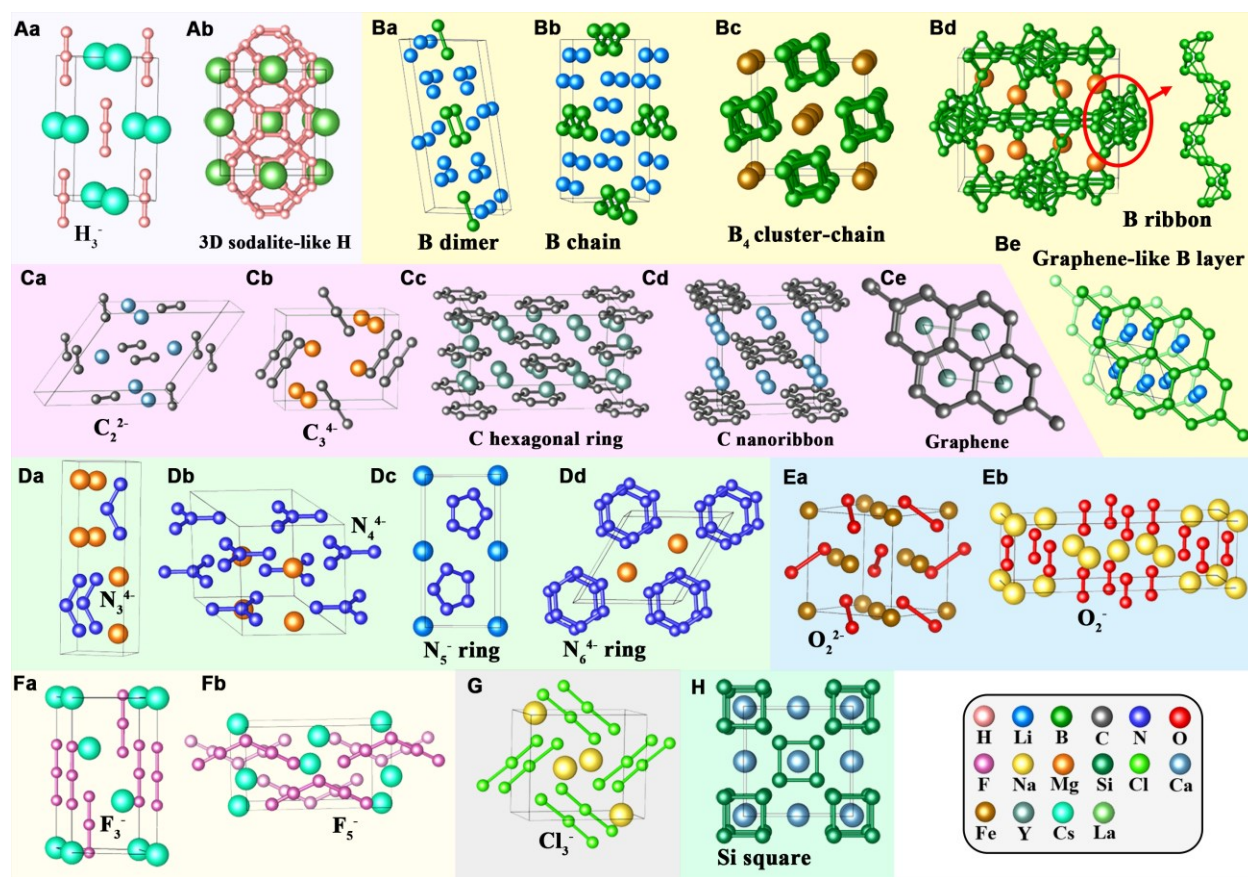 Aa
Ab
Ba
Bb
Bc
Bd
H₃⁻
3D sodalite-like H
B dimer
B chain
B₄ cluster-chain
B ribbon
Be
Graphene-like B layer
Ca
Cb
Cc
Cd
Ce
C₂²⁻
C₃⁴⁻
C hexagonal ring
C nanoribbon
Graphene
Da
Db
Dc
Dd
Ea
Eb
N₃⁴⁻
N₄⁴⁻
N₅⁻ ring
N₆⁴⁻ ring
O₂²⁻
O₂⁻
Fa
Fb
G
H
F₃⁻
F₅⁻
Cl₃⁻
Si square
H Li B C N O
F Na Mg Si Cl Ca
Fe Y Cs La